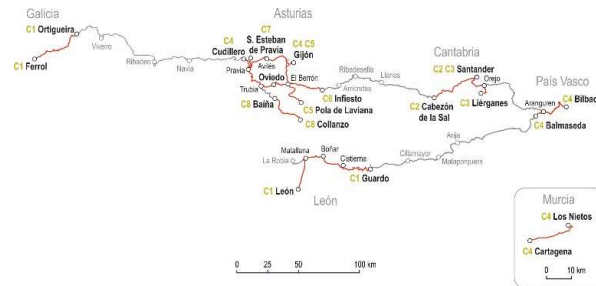 Galicia
Asturias
Cantabria
País Vasco
León
Murcia
C1 Ortigueira
C1 Ferrol
Viveiro
Ribadeo
Navia
C4
Cudillero
C7
S. Esteban
de Pravia
C4 C5
Gijón
Avilés
Pravia
Oviedo
El Berrón
Trubia
C8 Baíña
C6 Infiesto
C5 Pola de Laviana
C8 Collanzo
Ribadesella
Arriondas
Llanes
C2 C3 Santander
Orejo
C2 Cabezón
de la Sal
C3 Liérganes
Aranguren
C4 Bilbao
C4 Balmaseda
Arija
Mataporquera
Cillamayor
Matallana
La Robla
Boñar
Cistierna
C1 Guardo
C1 León
C4 Los Nietos
C4 Cartagena
0 25 50 100 km
0 10 km